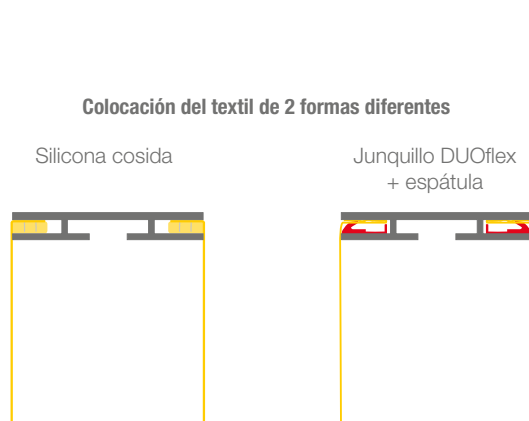 Colocación del textil de 2 formas diferentes
Silicona cosida
Junquillo DUOflex
+ espátula